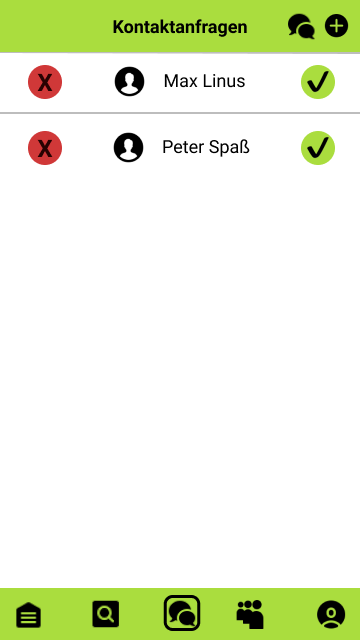 Kontaktanfragen
X Max Linus
X Peter Spaß